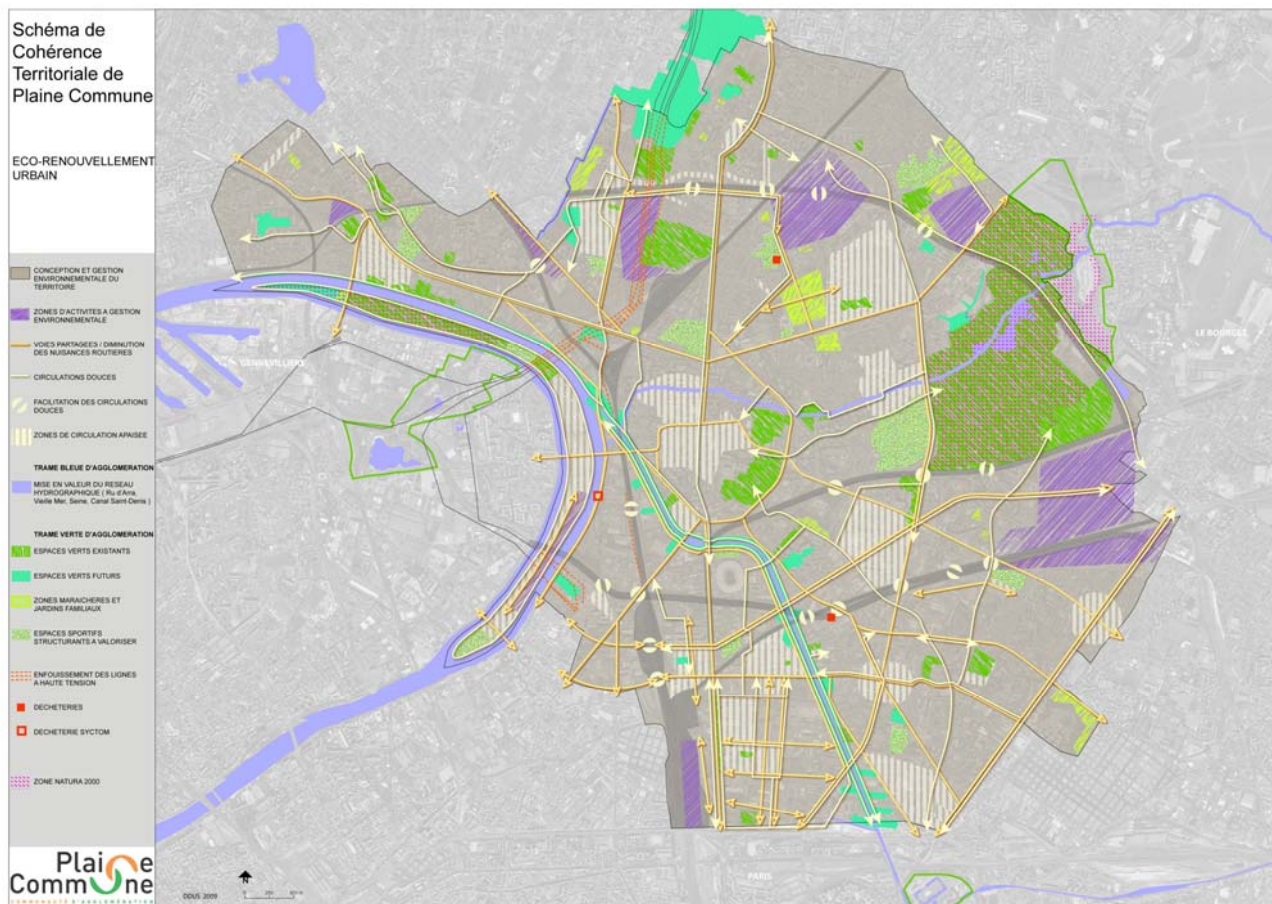 Schéma de
Cohérence
Territoriale de
Plaine Commune
ECO-RENOUVELLEMENT
URBAIN
CONCEPTION ET GESTION
ENVIRONNEMENTALE DU
TERRITOIRE
ZONES D'ACTIVITES A GESTION
ENVIRONNEMENTALE
VOIES PARTAGEES / DIMINUTION
DES NUISANCES ROUTIERES
CIRCULATIONS DOUCES
FACILITATION DES CIRCULATIONS
DOUCES
ZONES DE CIRCULATION APAISEE
TRAME BLEUE D'AGGLOMERATION
MISE EN VALEUR DU RESEAU
HYDROGRAPHIQUE ( Ru d'Arra,
Vieille Mer, Seine, Canal Saint-Denis )
TRAME VERTE D'AGGLOMERATION
ESPACES VERTS EXISTANTS
ESPACES VERTS FUTURS
ZONES MARAICHERES ET
JARDINS FAMILIAUX
ESPACES SPORTIFS
STRUCTURANTS A VALORISER
ENFOUISSEMENT DES LIGNES
A HAUTE TENSION
DECHETERIES
DECHETERIE SYCTOM
ZONE NATURA 2000
Plaine
Commune
COMMUNAUTÉ D'AGGLOMÉRATION
DDUS 2009
N
GENNEVILLIERS
LE BOURGET
PARIS